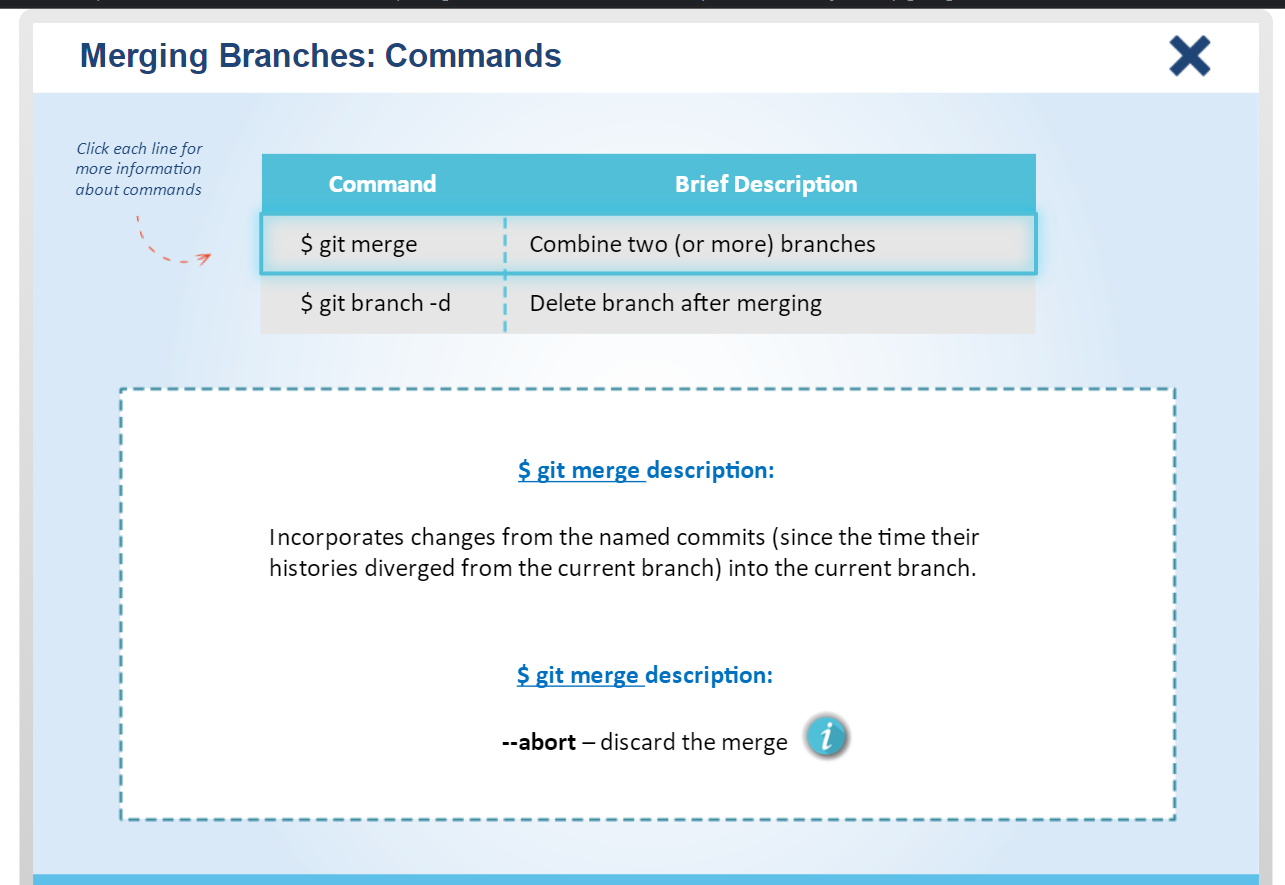 Merging Branches: Commands
Click each line for
more information
about commands
Command Brief Description
$ git merge Combine two (or more) branches
$ git branch -d Delete branch after merging
$ git merge description:
Incorporates changes from the named commits (since the time their
histories diverged from the current branch) into the current branch.
$ git merge description:
--abort – discard the merge i